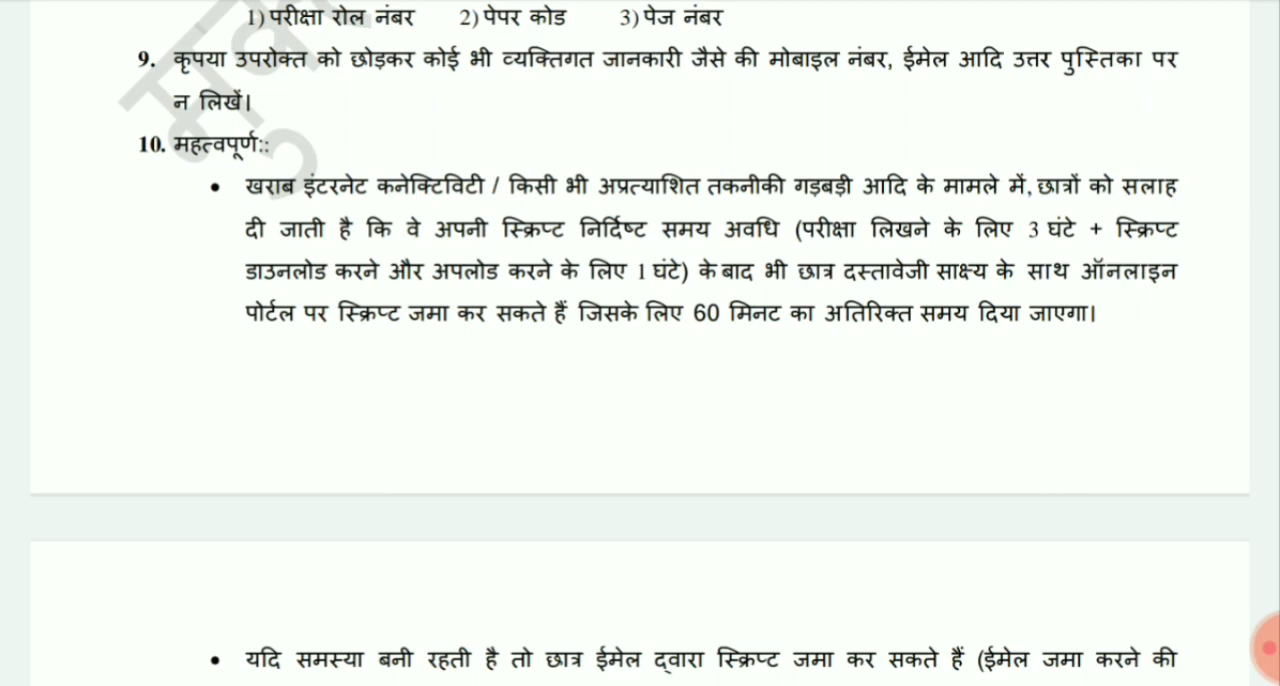 1) परीक्षा रोल नंबर 2) पेपर कोड 3) पेज नंबर
9. कृपया उपरोक्त को छोड़कर कोई भी व्यक्तिगत जानकारी जैसे की मोबाइल नंबर, ईमेल आदि उत्तर पुस्तिका पर
न लिखें।
10. महत्वपूर्ण::
• खराब इंटरनेट कनेक्टिविटी / किसी भी अप्रत्याशित तकनीकी गड़बड़ी आदि के मामले में, छात्रों को सलाह
दी जाती है कि वे अपनी स्क्रिप्ट निर्दिष्ट समय अवधि (परीक्षा लिखने के लिए 3 घंटे + स्क्रिप्ट
डाउनलोड करने और अपलोड करने के लिए 1 घंटे) के बाद भी छात्र दस्तावेजी साक्ष्य के साथ ऑनलाइन
पोर्टल पर स्क्रिप्ट जमा कर सकते हैं जिसके लिए 60 मिनट का अतिरिक्त समय दिया जाएगा।
• यदि समस्या बनी रहती है तो छात्र ईमेल द्वारा स्क्रिप्ट जमा कर सकते हैं (ईमेल जमा करने की